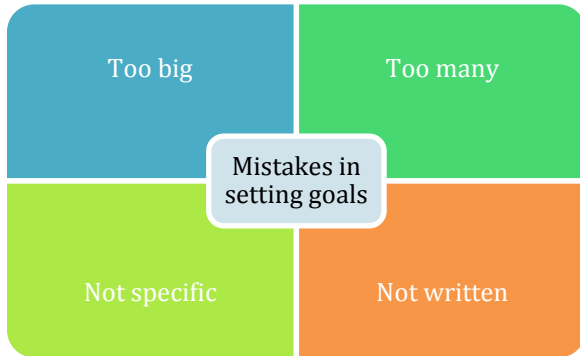 Too big
Too many
Mistakes in
setting goals
Not specific
Not written